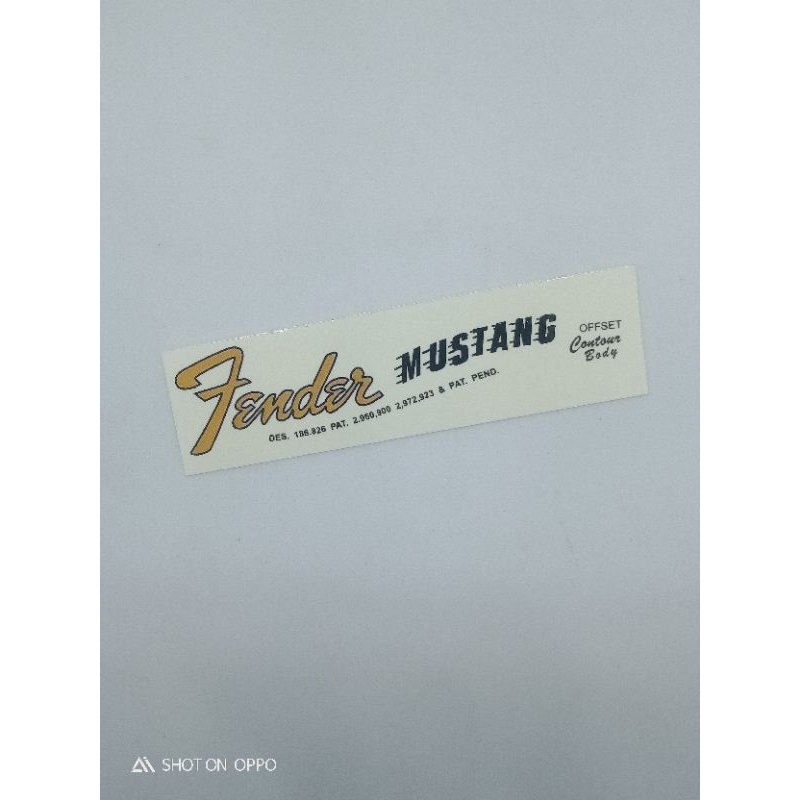 Fender MUSTANG
DES. 186,826 PAT. 2,960,900 2,972,923 & PAT. PEND.
OFFSET
Contour
Body
SHOT ON OPPO